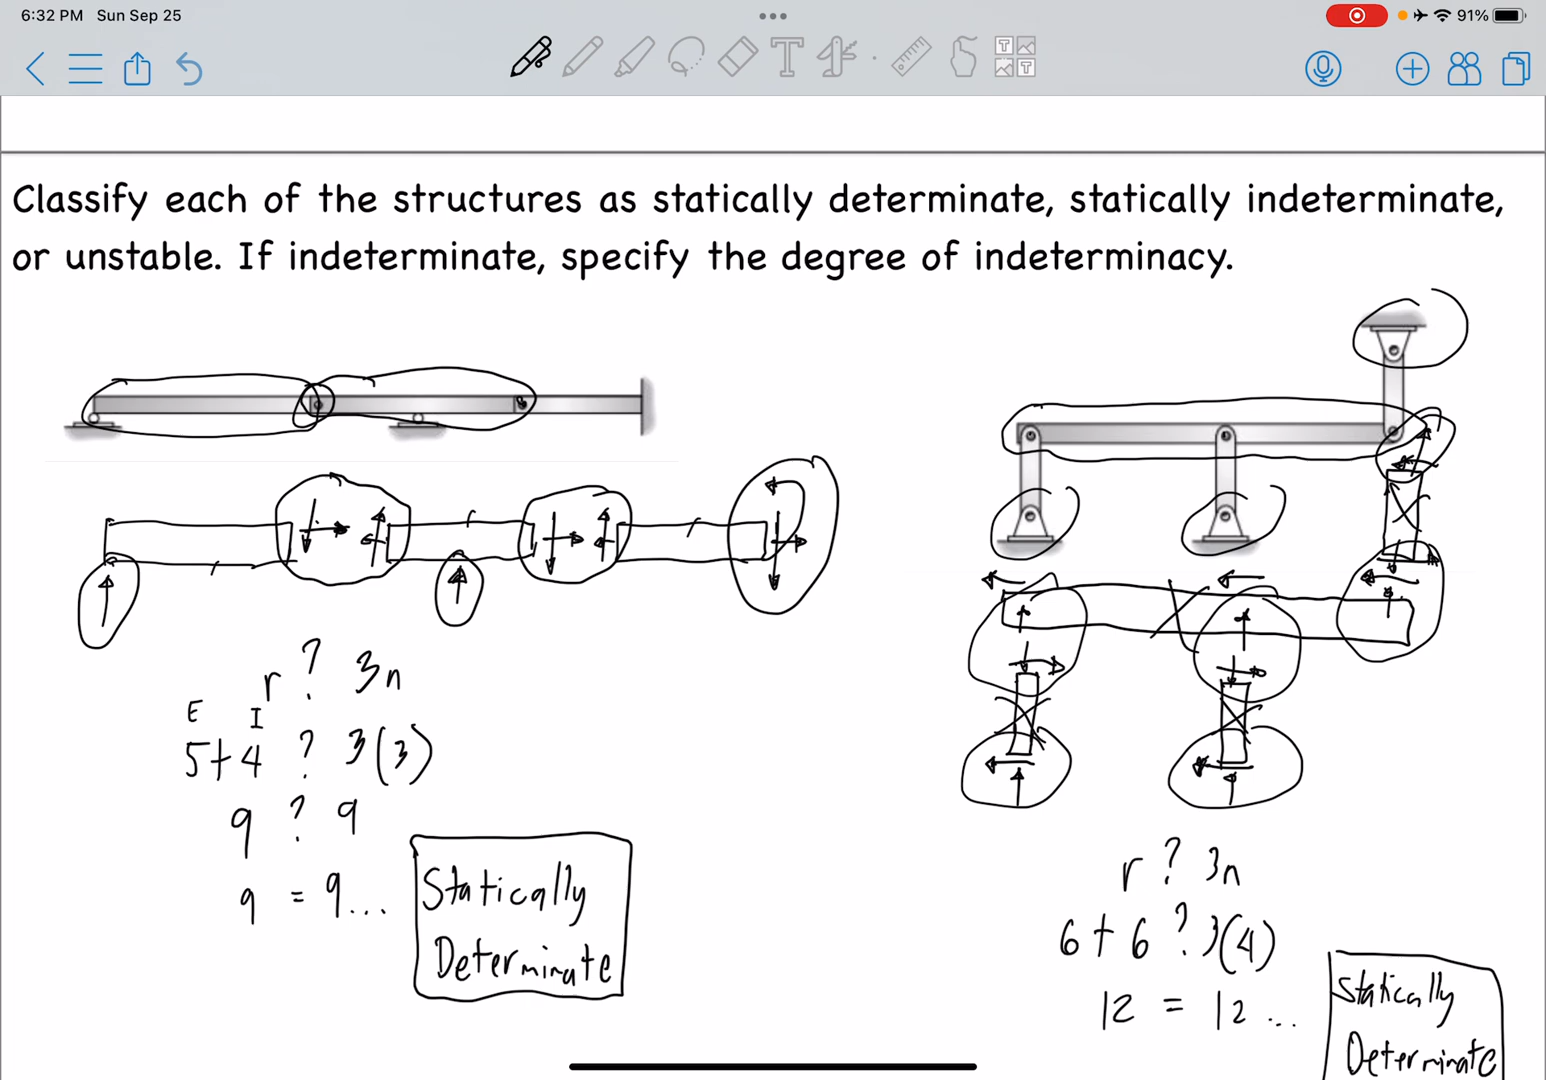 6:32 PM Sun Sep 25
91%
T
T
T
Classify each of the structures as statically determinate, statically indeterminate,
or unstable. If indeterminate, specify the degree of indeterminacy.
r ? 3n
E I
5+4 ? 3(3)
9 ? 9
9 = 9...
Statically
Determinate
r ? 3n
6+6 ? 3(4)
12 = 12 ...
Statically
Determinate